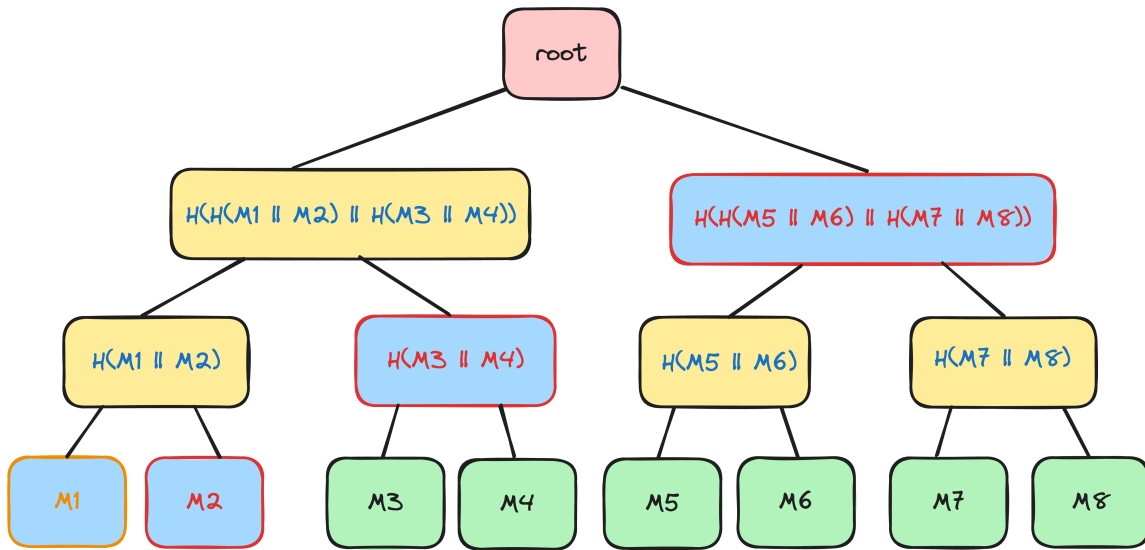 root
H(H(M1 || M2) || H(M3 || M4))
H(H(M5 || M6) || H(M7 || M8))
H(M1 || M2)
H(M3 || M4)
H(M5 || M6)
H(M7 || M8)
M1
M2
M3
M4
M5
M6
M7
M8